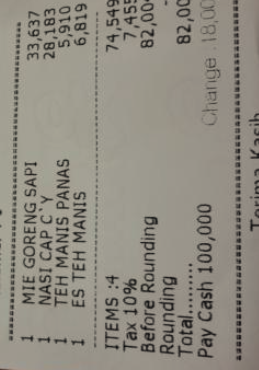 1 MIE GORENG SAPI 33,637
1 NASI CAP C Y 28,183
1 TEH MANIS PANAS 5,910
1 ES TEH MANIS 6,819
ITEMS :4 74,549
Tax 10% 7,455
Before Rounding 82,004
Rounding
Total......... 82,00
Pay Cash 100,000 Change :18,00
Terima Kasih